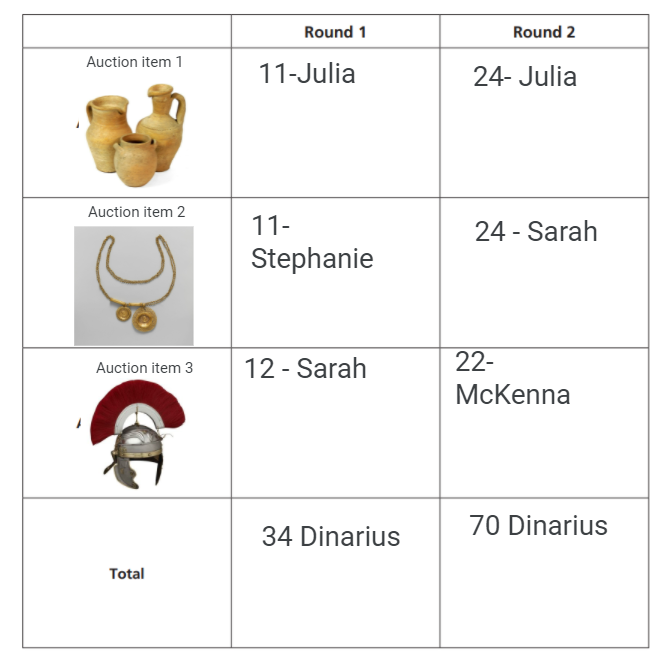 Round 1
Round 2
Auction item 1
11-Julia
24- Julia
Auction item 2
11-
Stephanie
24 - Sarah
Auction item 3
12 - Sarah
22-
McKenna
Total
34 Dinarius
70 Dinarius